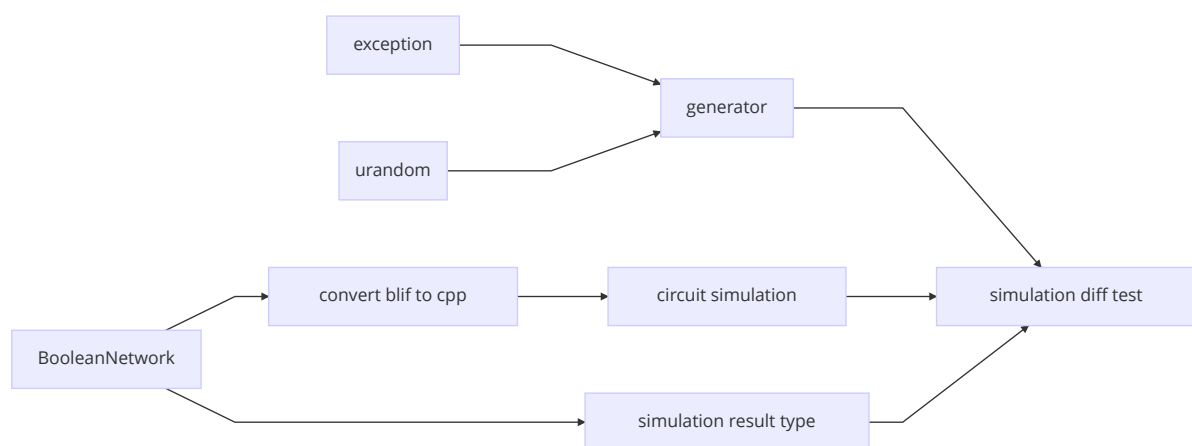 exception
generator
urandom
convert blif to cpp
circuit simulation
simulation diff test
BooleanNetwork
simulation result type